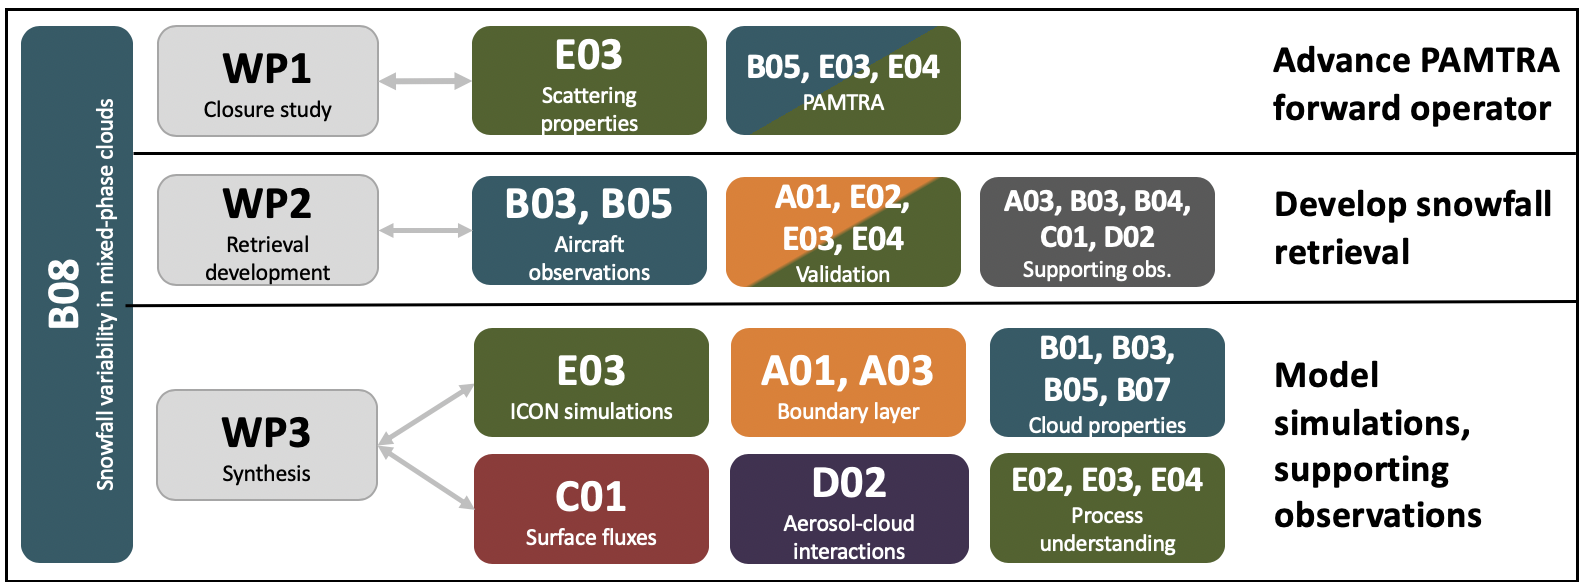 B08
Snowfall variability in mixed-phase clouds
WP1
Closure study
E03
Scattering
properties
B05, E03, E04
PAMTRA
Advance PAMTRA
forward operator
WP2
Retrieval
development
B03, B05
Aircraft
observations
A01, E02,
E03, E04
Validation
A03, B03, B04,
C01, D02
Supporting obs.
Develop snowfall
retrieval
WP3
Synthesis
E03
ICON simulations
A01, A03
Boundary layer
B01, B03,
B05, B07
Cloud properties
C01
Surface fluxes
D02
Aerosol-cloud
interactions
E02, E03, E04
Process
understanding
Model
simulations,
supporting
observations